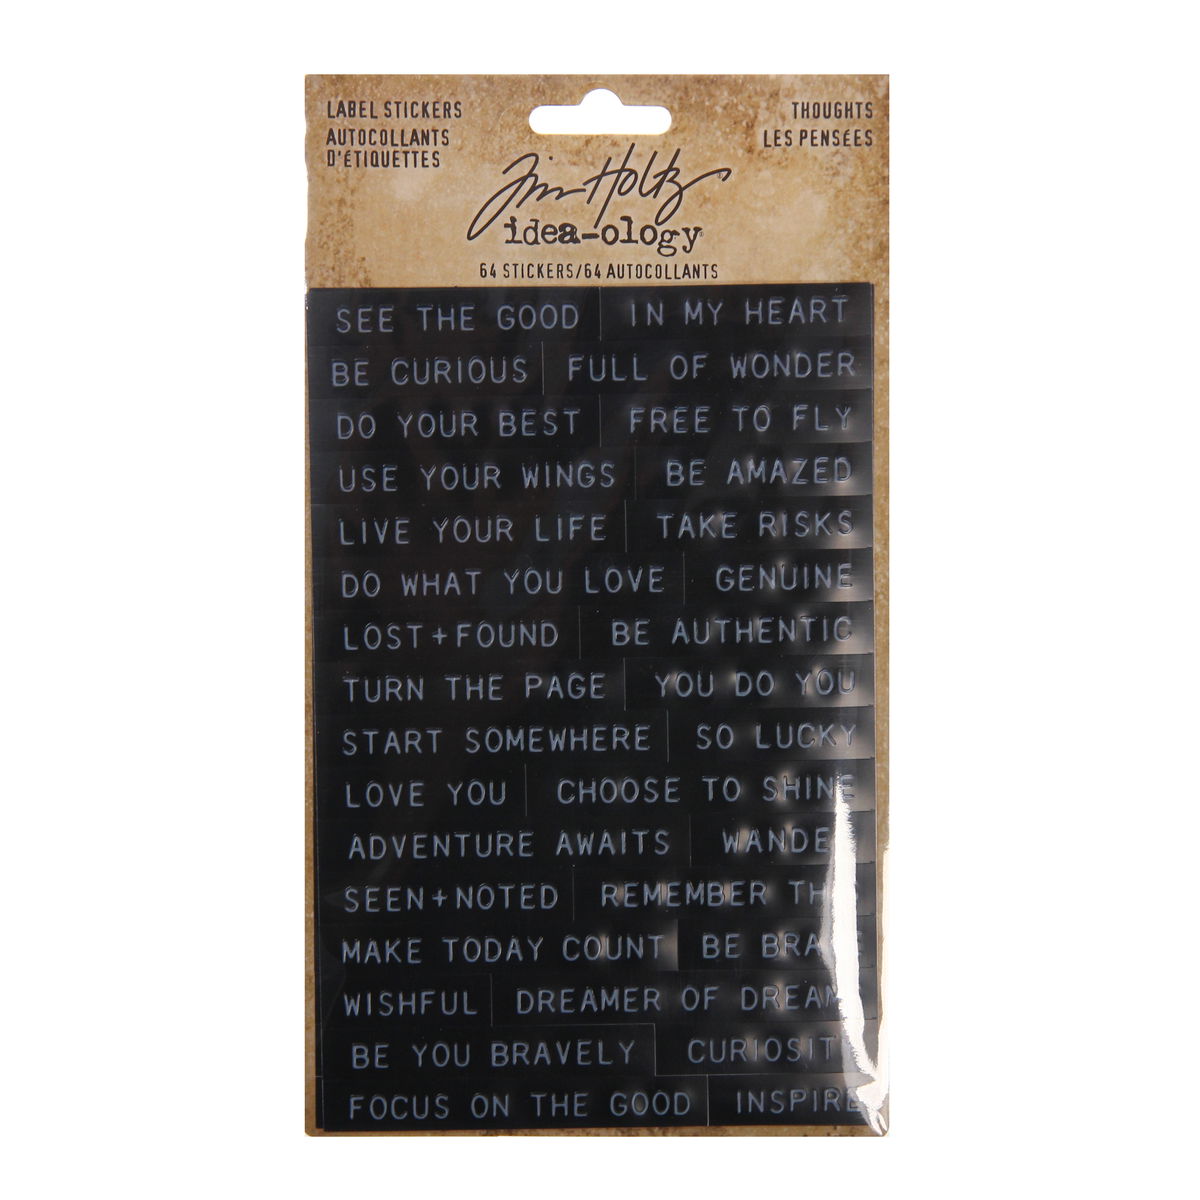 LABEL STICKERS
AUTOCOLLANTS
D'ÉTIQUETTES
THOUGHTS
LES PENSÉES
Tim Holtz®
idea-ology®
64 STICKERS/64 AUTOCOLLANTS
SEE THE GOOD IN MY HEART
BE CURIOUS FULL OF WONDER
DO YOUR BEST FREE TO FLY
USE YOUR WINGS BE AMAZED
LIVE YOUR LIFE TAKE RISKS
DO WHAT YOU LOVE GENUINE
LOST+FOUND BE AUTHENTIC
TURN THE PAGE YOU DO YOU
START SOMEWHERE SO LUCKY
LOVE YOU CHOOSE TO SHINE
ADVENTURE AWAITS
SEEN+NOTED REMEMBER
MAKE TODAY COUNT BE BRAVE
WISHFUL DREAMER OF
BE YOU BRAVELY CURIOSITY
FOCUS ON THE GOOD INSPIRE